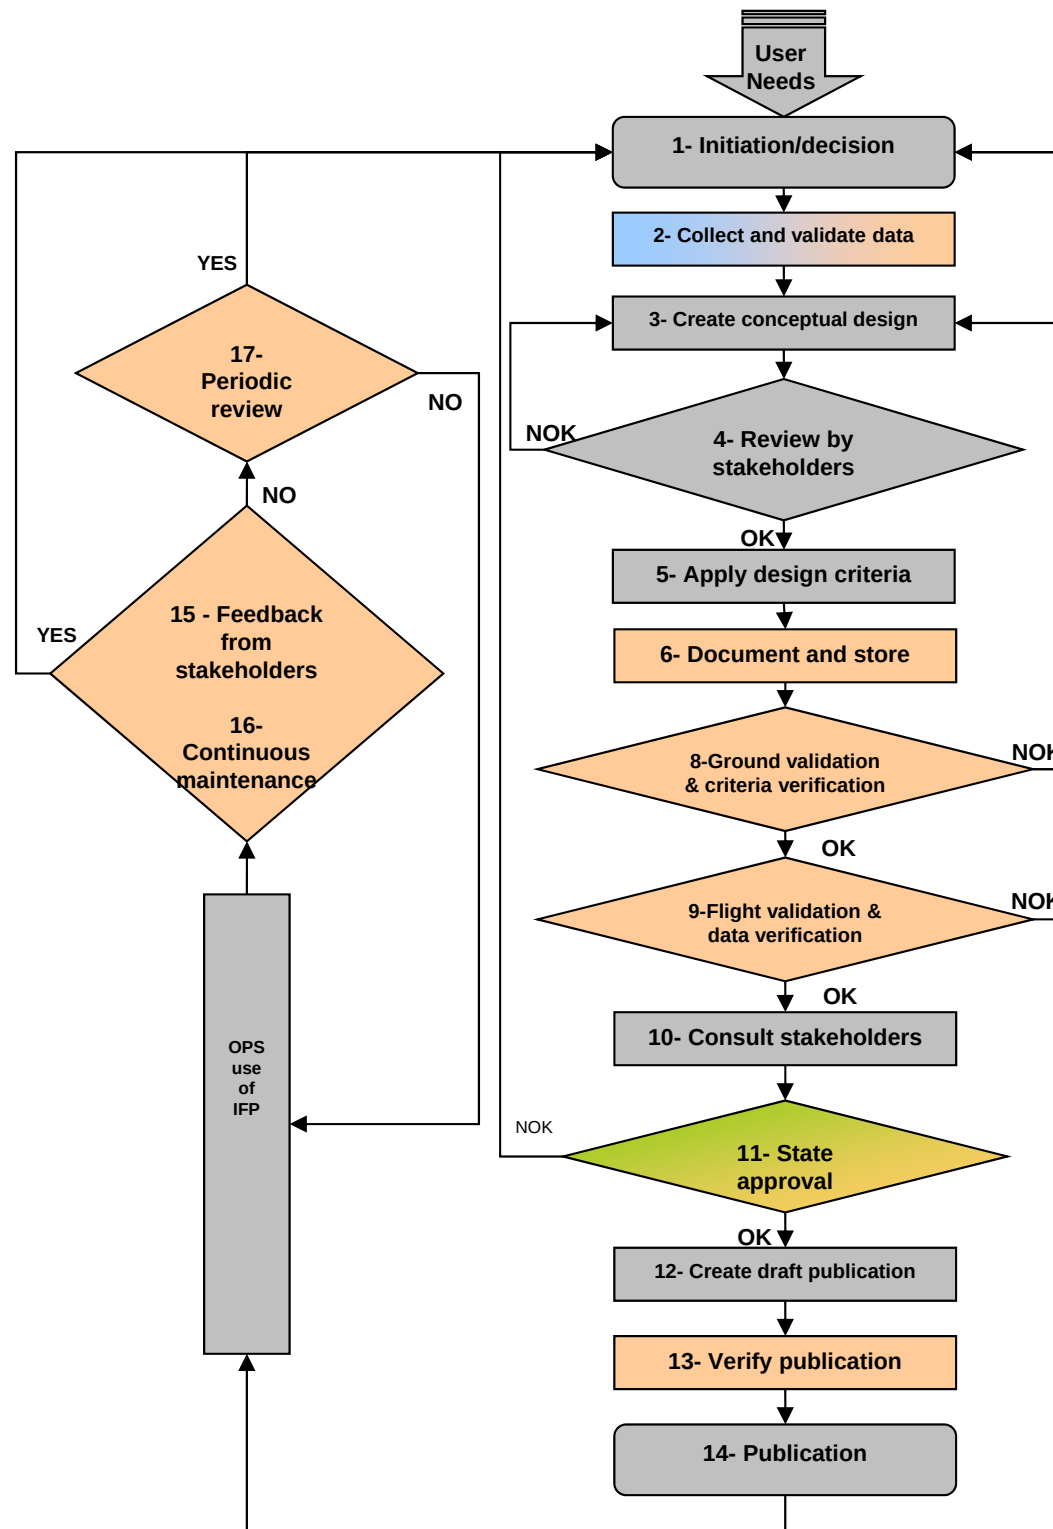 User
Needs
1- Initiation/decision
2- Collect and validate data
YES
3- Create conceptual design
17-
Periodic
review
NO
NOK
4- Review by
stakeholders
NO
OK
5- Apply design criteria
15 - Feedback
from
stakeholders
YES
6- Document and store
16-
Continuous
maintenance
8-Ground validation
& criteria verification
NOK
OK
9-Flight validation &
data verification
NOK
OK
10- Consult stakeholders
OPS
use
of
IFP
NOK
11- State
approval
OK
12- Create draft publication
13- Verify publication
14- Publication